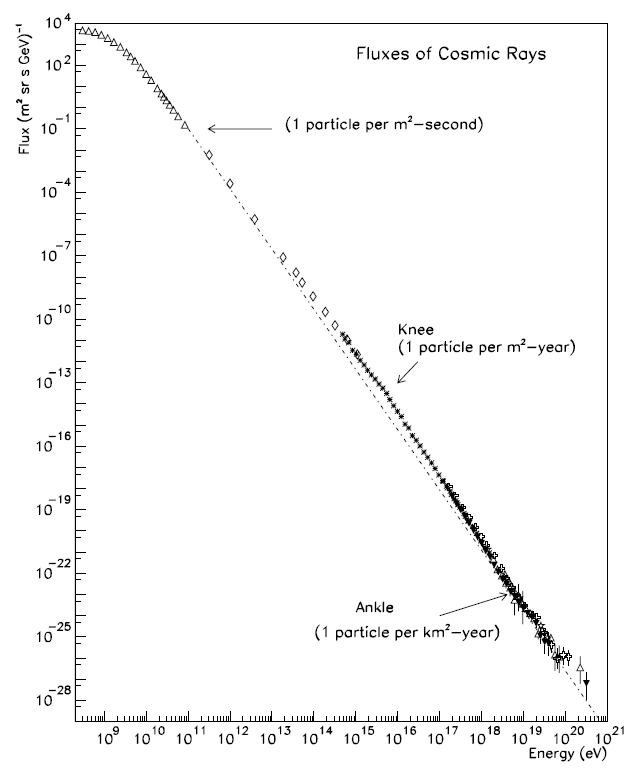 Fluxes of Cosmic Rays
Flux (m² sr s GeV)⁻¹
10⁴
10²
10⁻¹
10⁻⁴
10⁻⁷
10⁻¹⁰
10⁻¹³
10⁻¹⁶
10⁻¹⁹
10⁻²²
10⁻²⁵
10⁻²⁸
(1 particle per m²−second)
Knee
(1 particle per m²−year)
Ankle
(1 particle per km²−year)
10⁹ 10¹⁰ 10¹¹ 10¹² 10¹³ 10¹⁴ 10¹⁵ 10¹⁶ 10¹⁷ 10¹⁸ 10¹⁹ 10²⁰ 10²¹
Energy (eV)